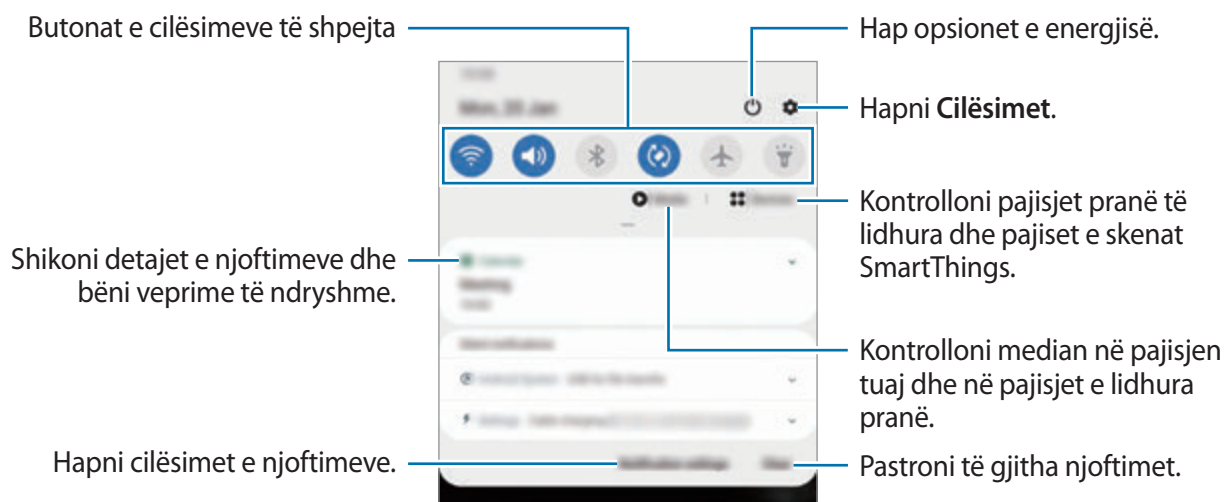 Butonat e cilësimeve të shpejta
Hap opsionet e energjisë.
Hapni Cilësimet.
Kontrolloni pajisjet pranë të
lidhura dhe pajiset e skenat
SmartThings.
Shikoni detajet e njoftimeve dhe
bëni veprime të ndryshme.
Kontrolloni median në pajisjen
tuaj dhe në pajisjet e lidhura
pranë.
Hapni cilësimet e njoftimeve.
Pastroni të gjitha njoftimet.